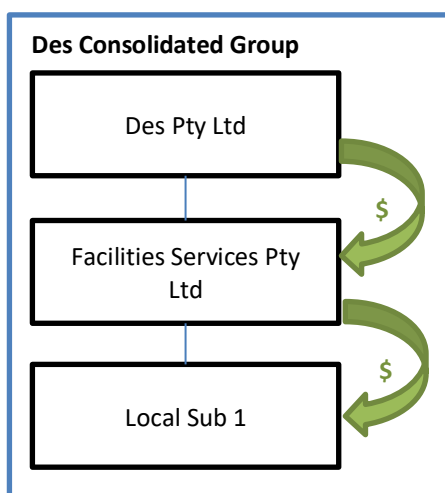 Des Consolidated Group
Des Pty Ltd
$
Facilities Services Pty
Ltd
$
Local Sub 1